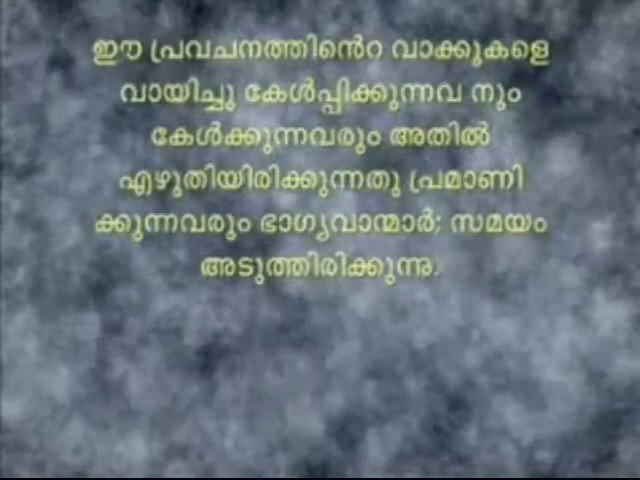 ഈ പ്രവചനത്തിൻെറ വാക്കുകളെ
വായിച്ചു കേൾപ്പിക്കുന്നവ നും
കേൾക്കുന്നവരും അതിൽ
എഴുതിയിരിക്കുന്നതു പ്രമാണി
ക്കുന്നവരും ഭാഗ്യവാന്മാർ; സമയം
അടുത്തിരിക്കുന്നു.